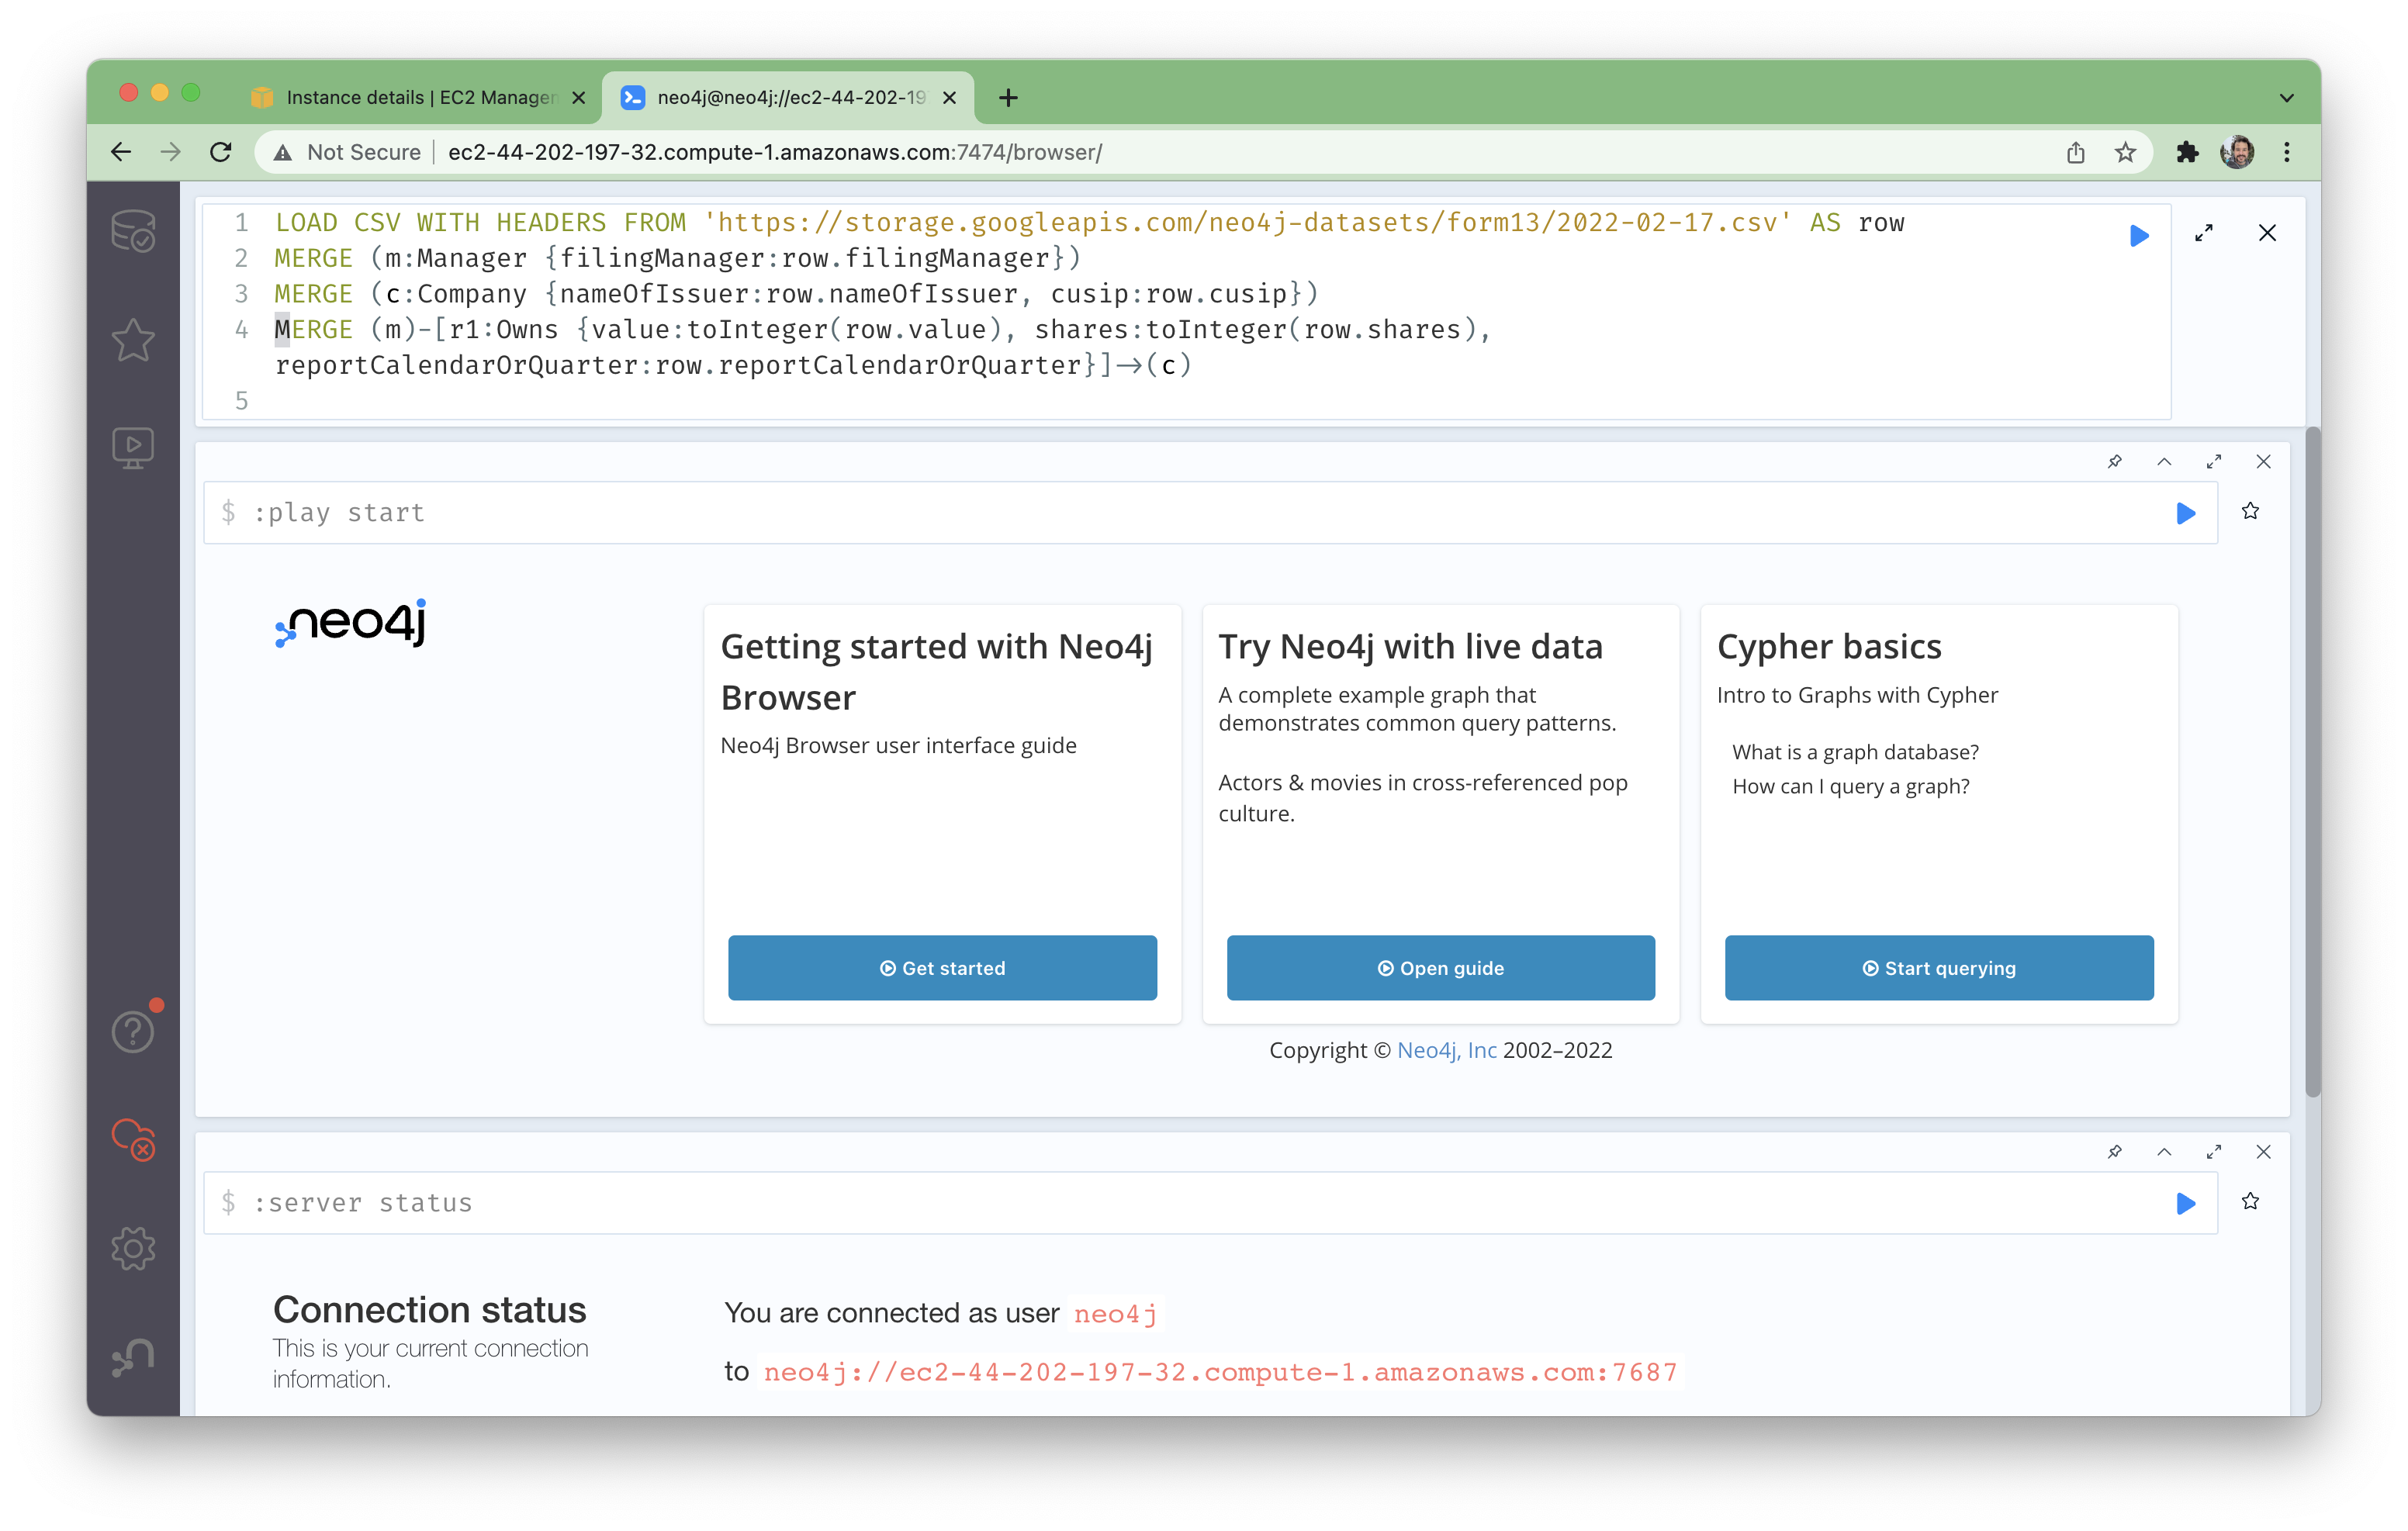 Instance details | EC2 Managen
neo4j@neo4j://ec2-44-202-19
Not Secure
ec2-44-202-197-32.compute-1.amazonaws.com:7474/browser/
1 LOAD CSV WITH HEADERS FROM 'https://storage.googleapis.com/neo4j-datasets/form13/2022-02-17.csv' AS row
2 MERGE (m:Manager {filingManager:row.filingManager})
3 MERGE (c:Company {nameOfIssuer:row.nameOfIssuer, cusip:row.cusip})
4 MERGE (m)-[r1:Owns {value:toInteger(row.value), shares:toInteger(row.shares),
reportCalendarOrQuarter:row.reportCalendarOrQuarter}]->(c)
5
$ :play start
neo4j
Getting started with Neo4j
Browser
Neo4j Browser user interface guide
Get started
Try Neo4j with live data
A complete example graph that
demonstrates common query patterns.
Actors & movies in cross-referenced pop
culture.
Open guide
Cypher basics
Intro to Graphs with Cypher
What is a graph database?
How can I query a graph?
Start querying
Copyright © Neo4j, Inc 2002–2022
$ :server status
Connection status
This is your current connection
information.
You are connected as user neo4j
to neo4j://ec2-44-202-197-32.compute-1.amazonaws.com:7687